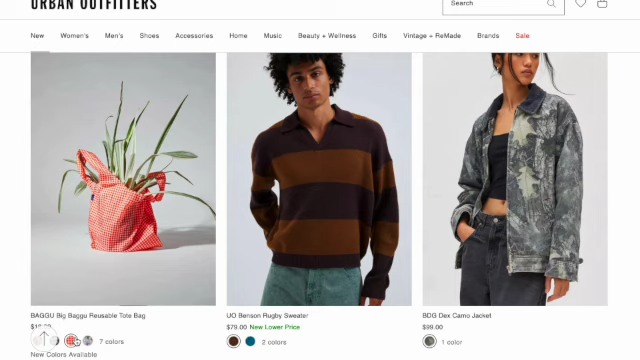 URBAN OUTFITTERS
Search
New Women's Men's Shoes Accessories Home Music Beauty + Wellness Gifts Vintage + ReMade Brands Sale
BAGGU Big Baggu Reusable Tote Bag
7 colors
New Colors Available
UO Benson Rugby Sweater
$79.00 New Lower Price
2 colors
BDG Dex Camo Jacket
$99.00
1 color